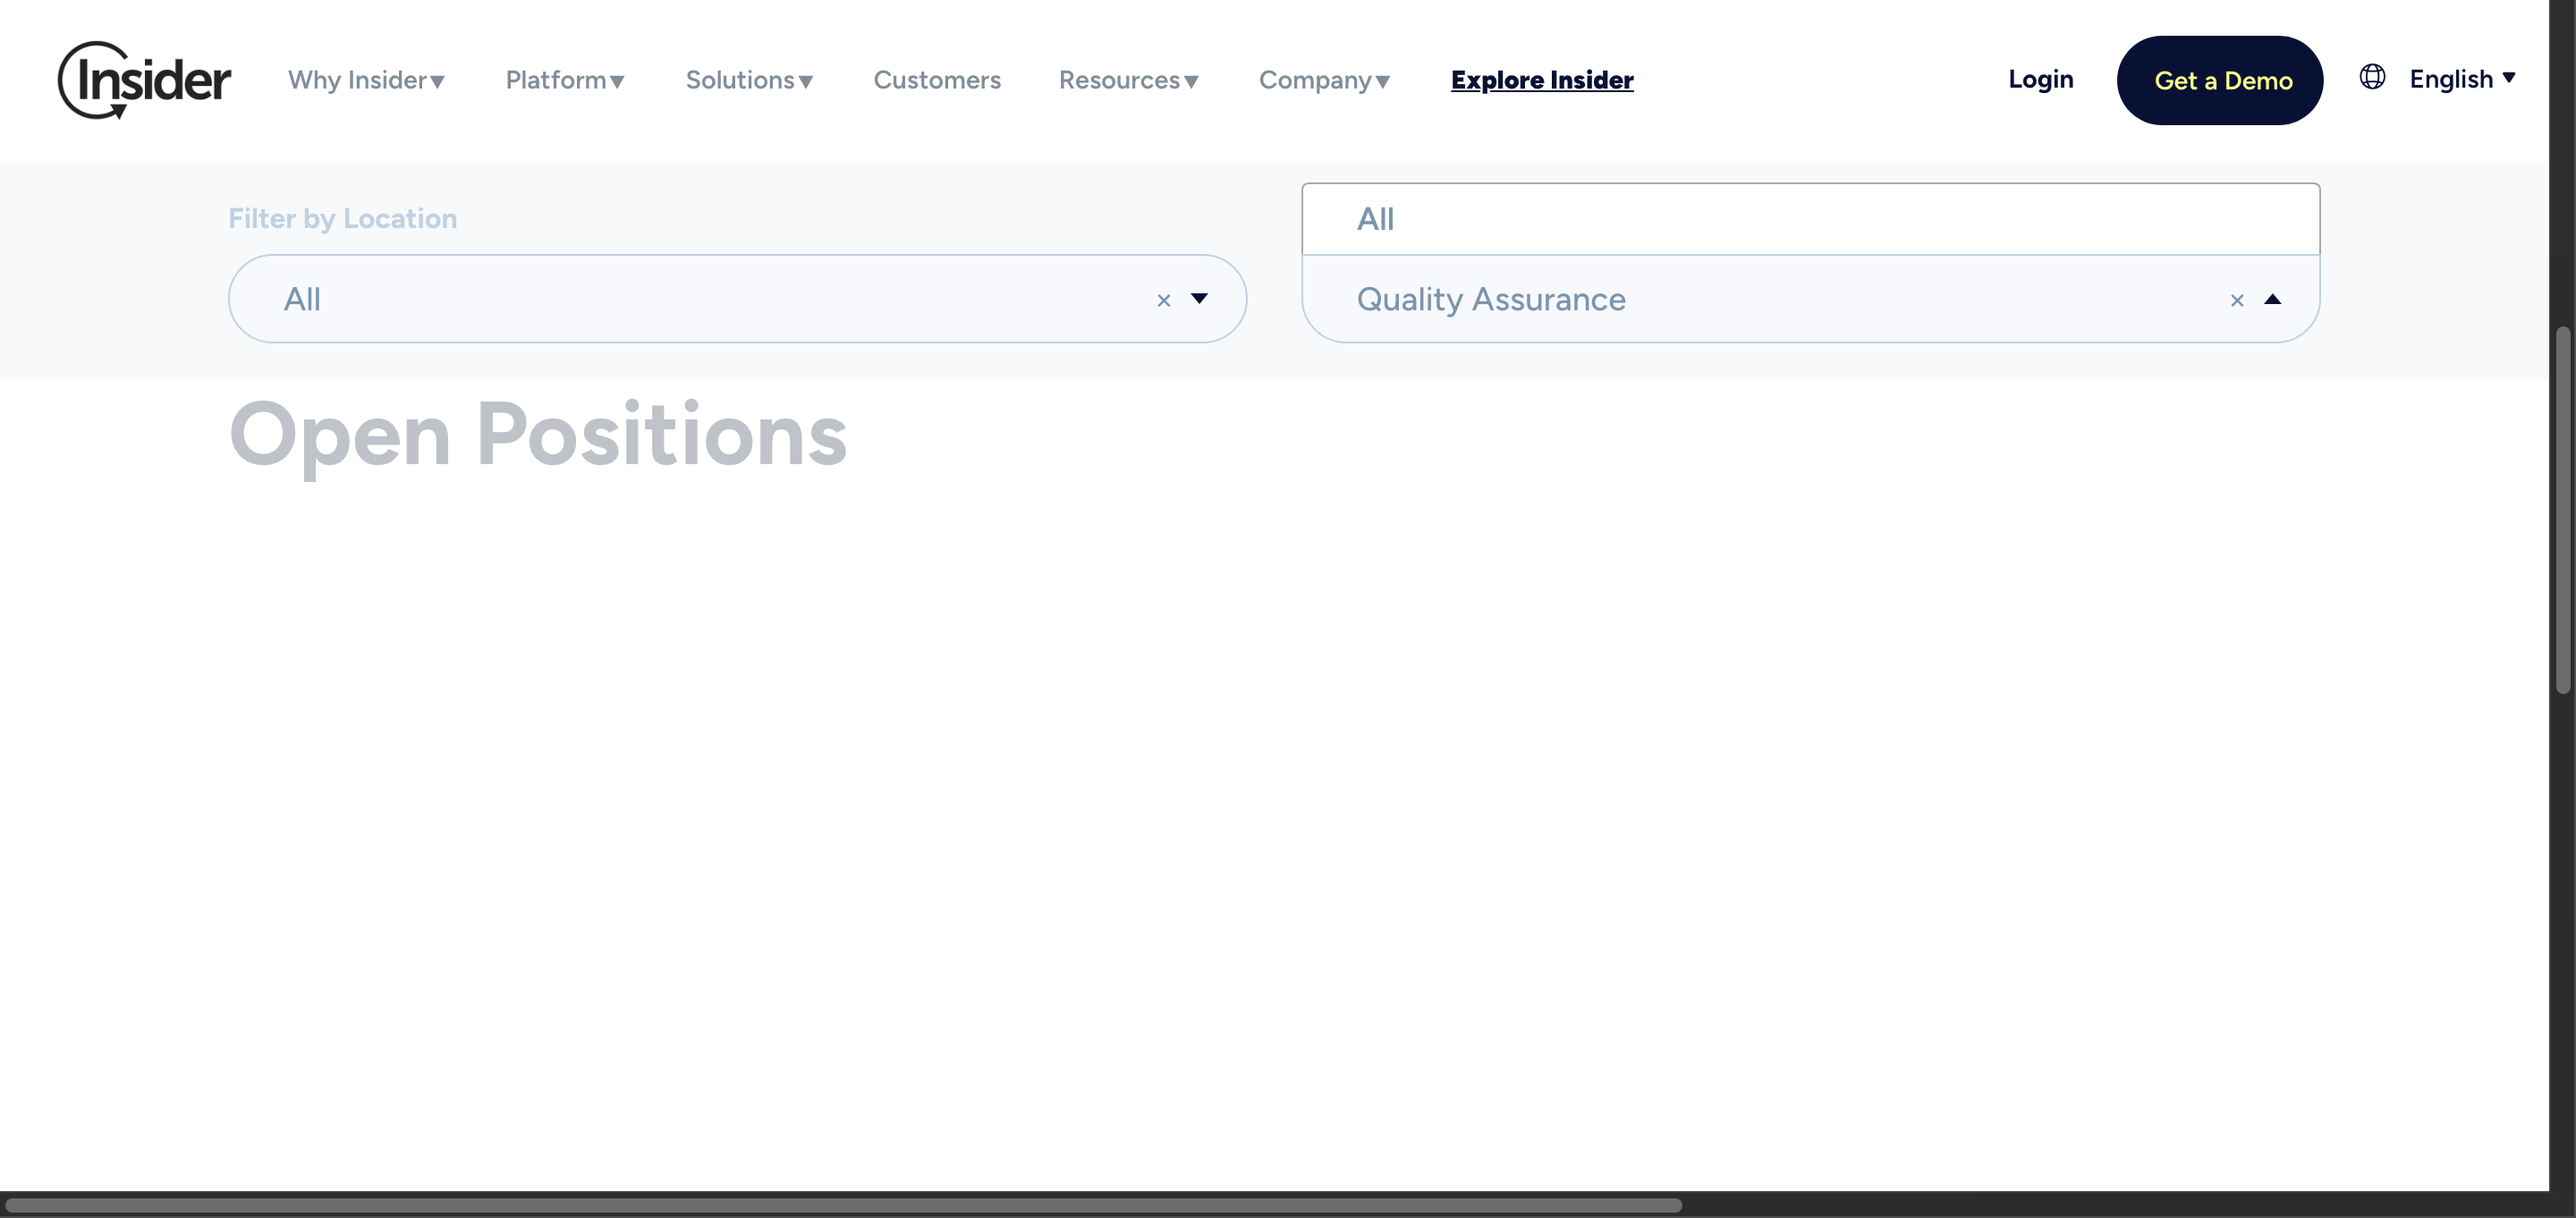 Insider Why Insider Platform Solutions Customers Resources Company Explore Insider Login Get a Demo English
Filter by Location
All
All
Quality Assurance
Open Positions